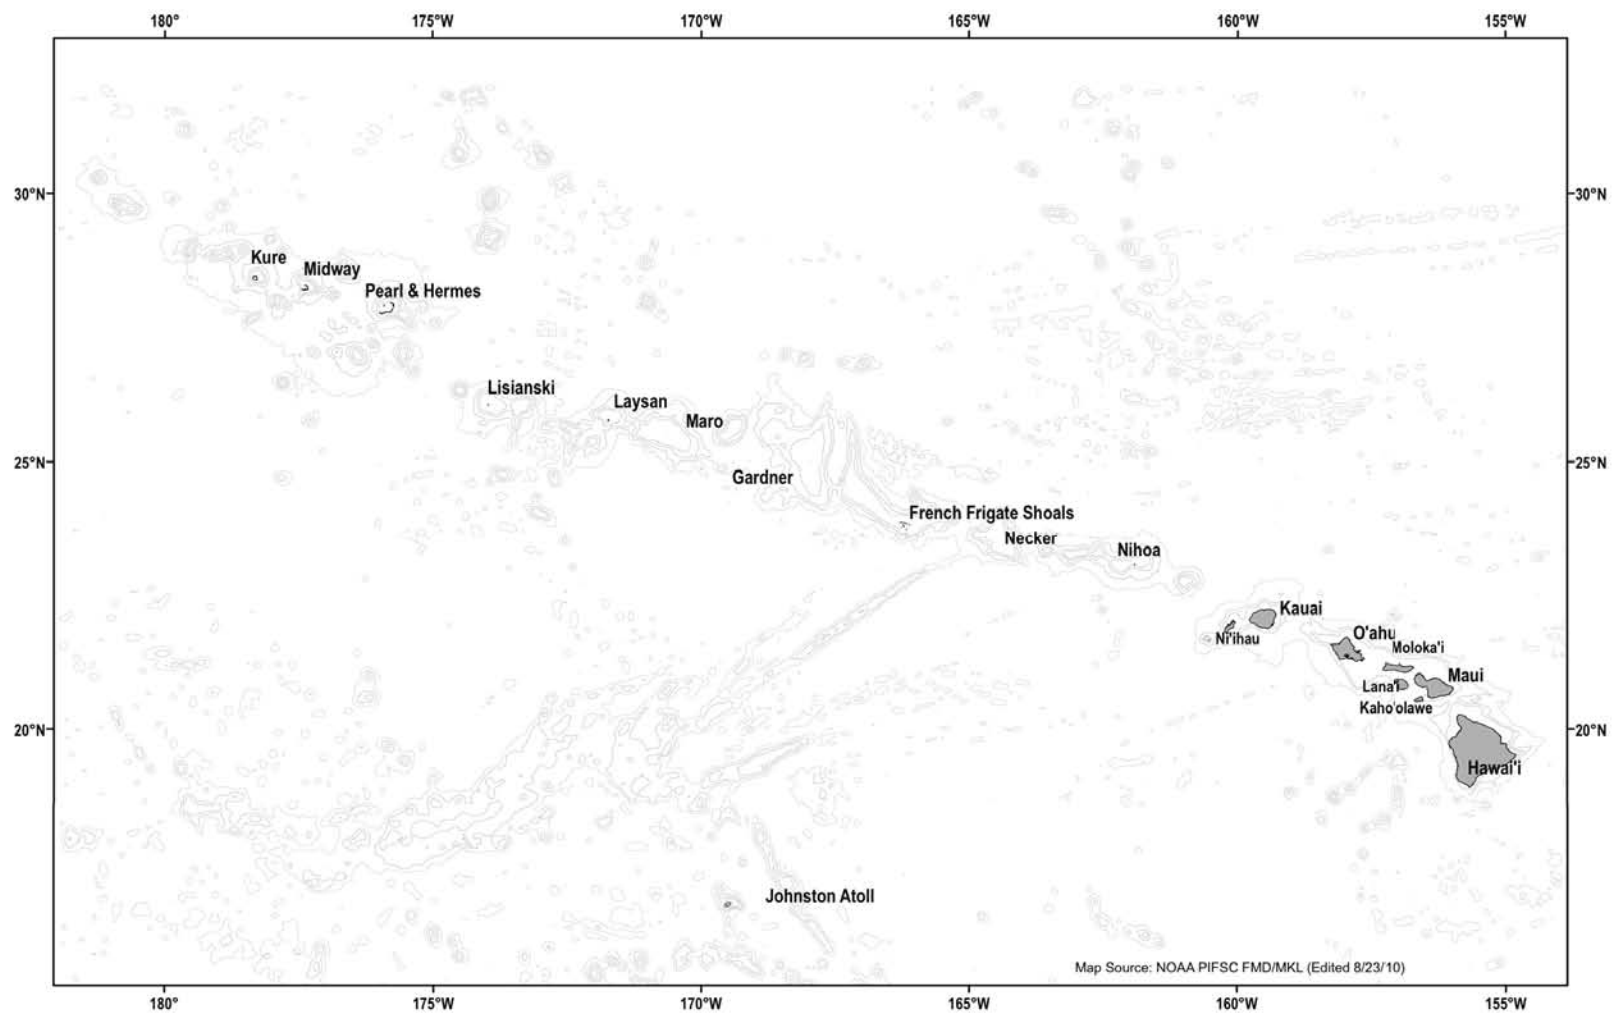 180° 175°W 170°W 165°W 160°W 155°W
30°N 30°N
Kure
Midway
Pearl & Hermes
Lisianski
Laysan
Maro
25°N 25°N
Gardner
French Frigate Shoals
Necker
Nihoa
Kauai
O'ahu
Ni'ihau
Moloka'i
Maui
Lana'i
Kaho'olawe
20°N 20°N
Hawai'i
Johnston Atoll
Map Source: NOAA PIFSC FMD/MKL (Edited 8/23/10)
180° 175°W 170°W 165°W 160°W 155°W